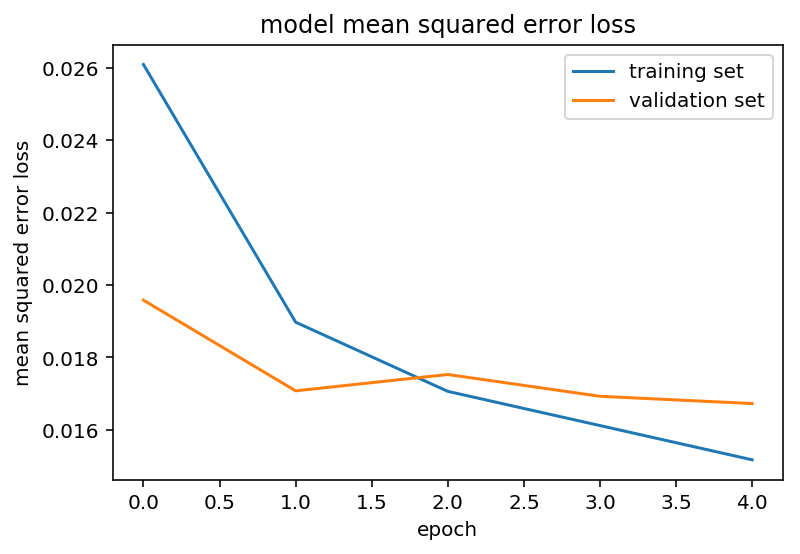 model mean squared error loss
training set
validation set
mean squared error loss
0.026
0.024
0.022
0.020
0.018
0.016
0.0 0.5 1.0 1.5 2.0 2.5 3.0 3.5 4.0
epoch